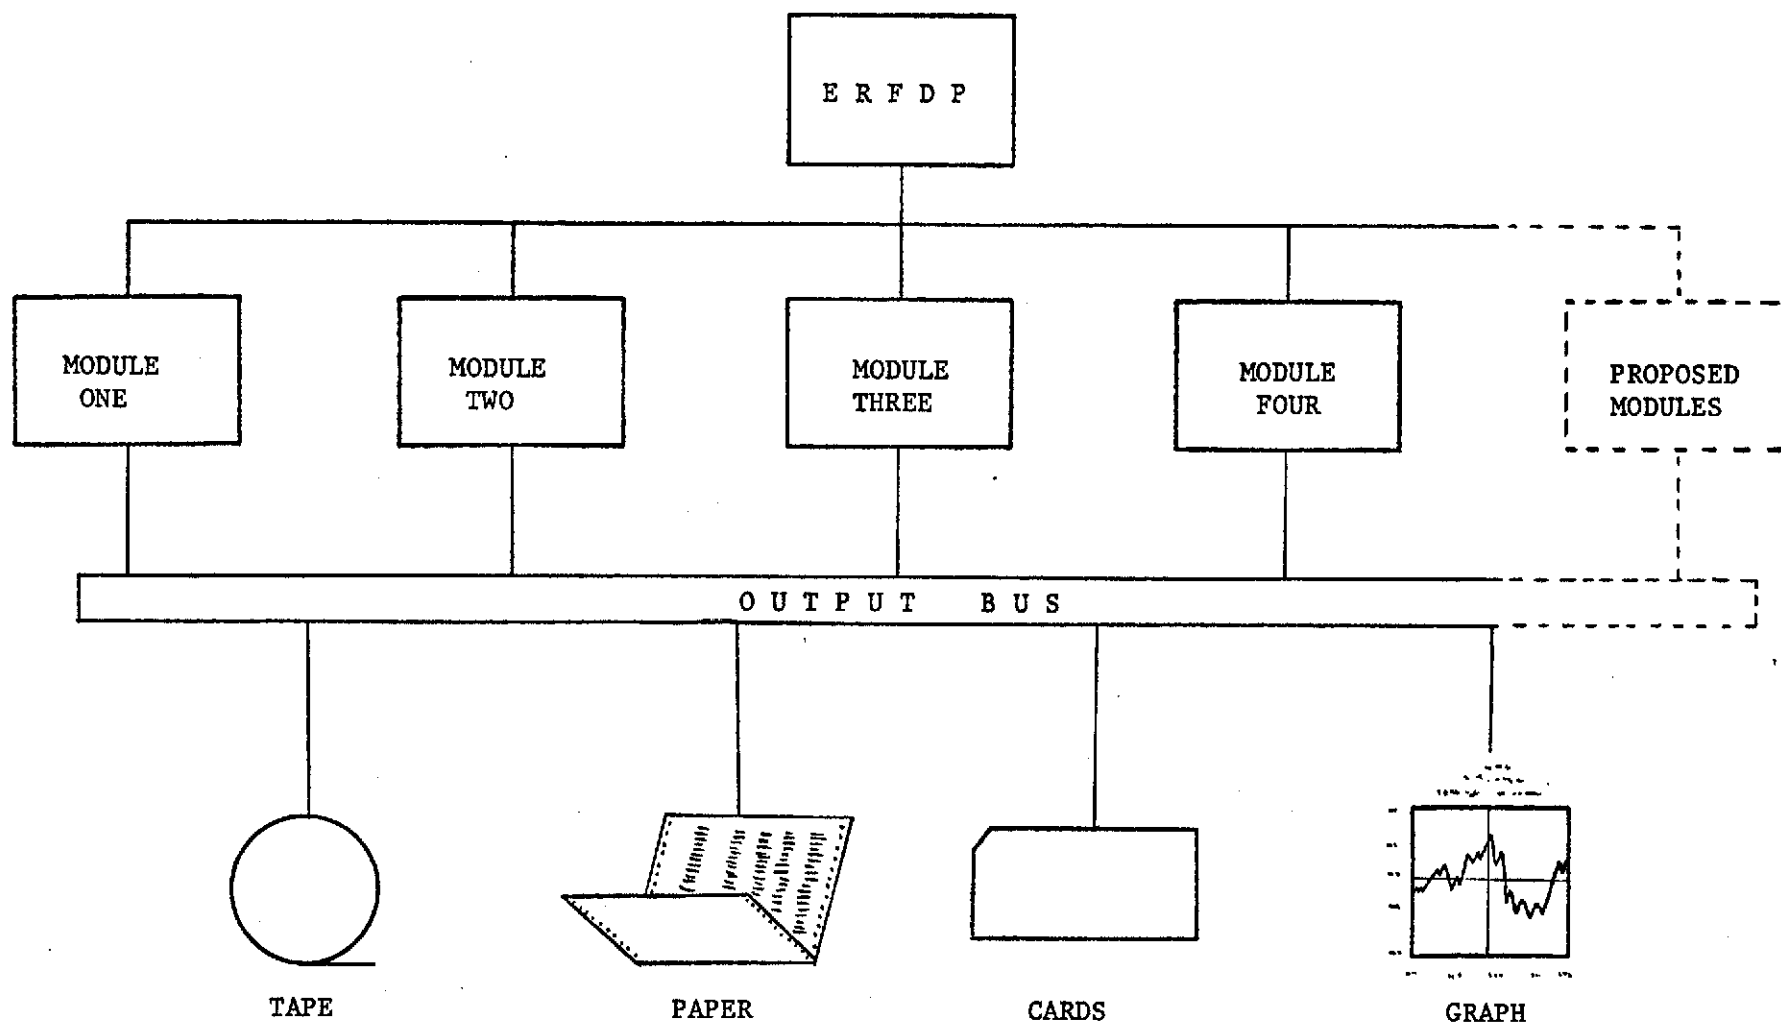 E R F D P
MODULE
ONE
MODULE
TWO
MODULE
THREE
MODULE
FOUR
PROPOSED
MODULES
O U T P U T   B U S
TAPE
PAPER
CARDS
GRAPH